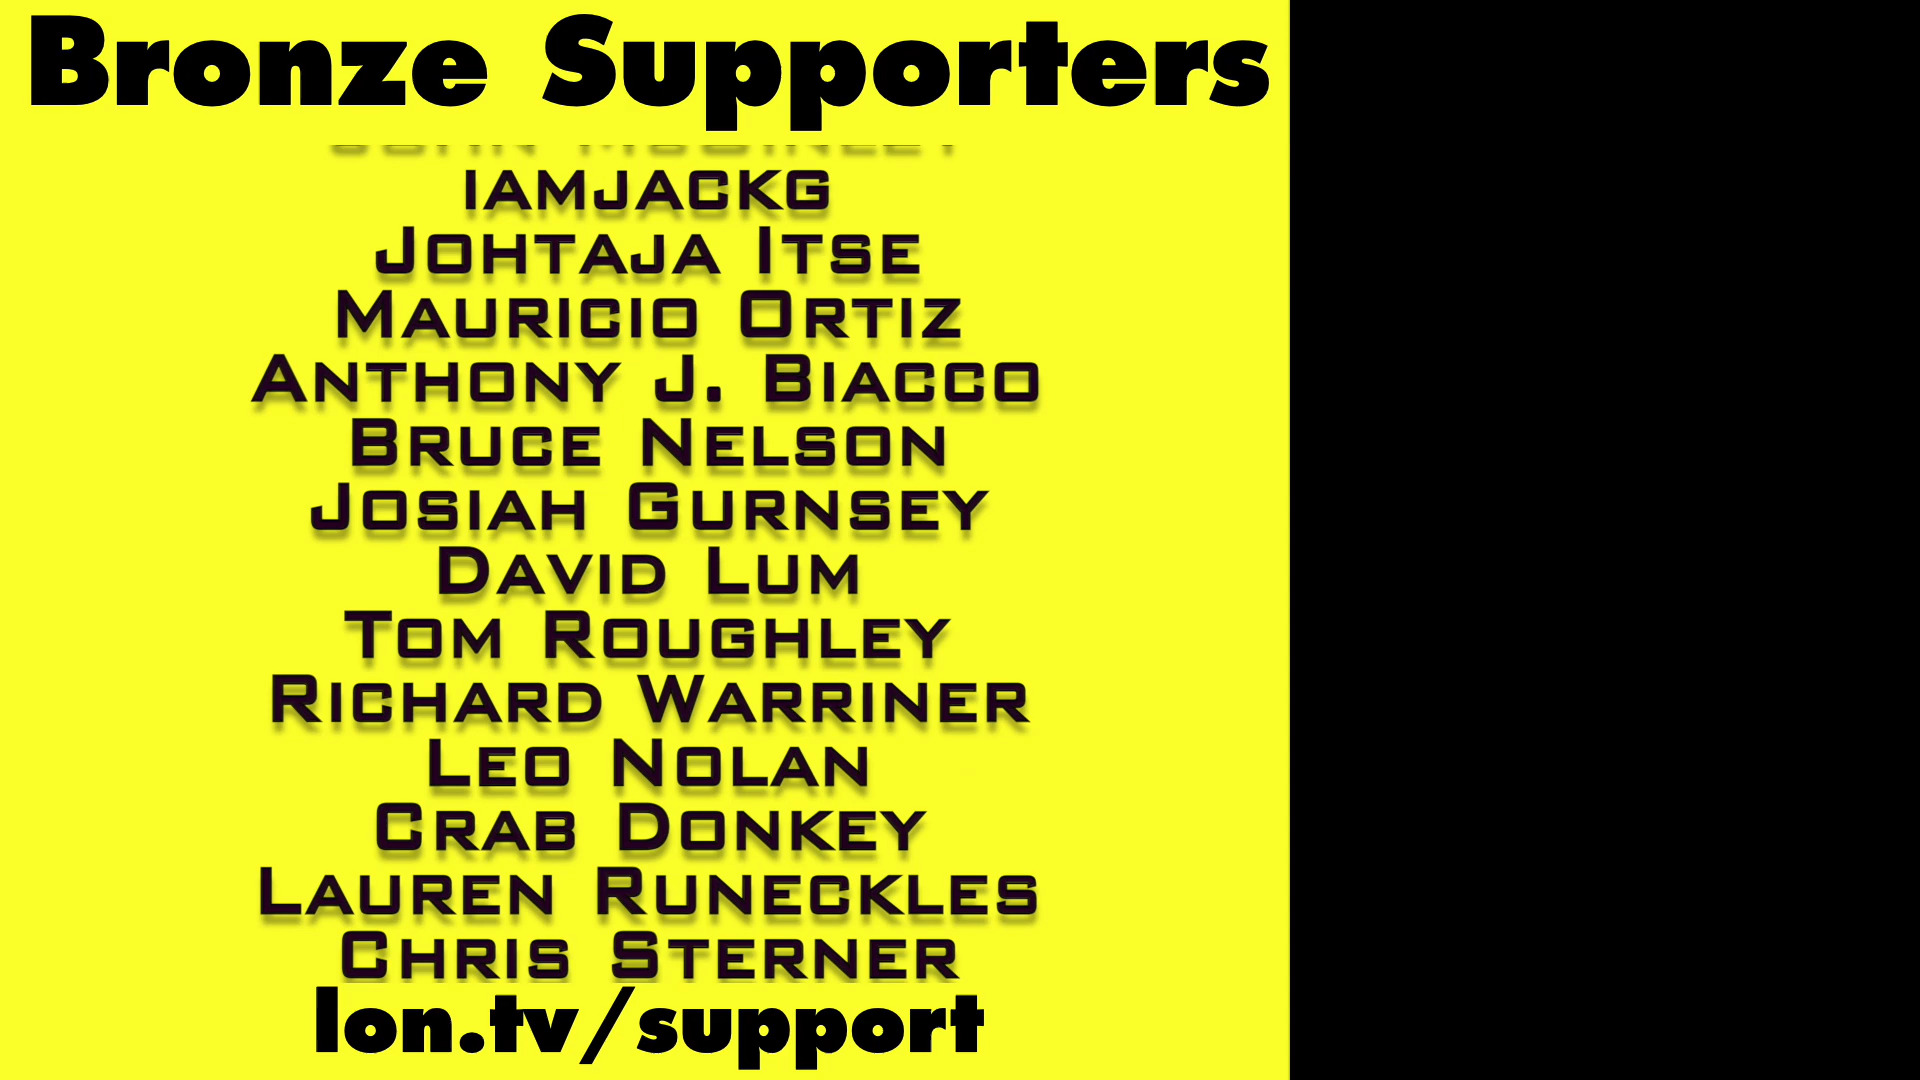 Bronze Supporters
iamjackg
Johtaja Itse
Mauricio Ortiz
Anthony J. Biacco
Bruce Nelson
Josiah Gurnsey
David Lum
Tom Roughley
Richard Warriner
Leo Nolan
Crab Donkey
Lauren Runeckles
Chris Sterner
lon.tv/support